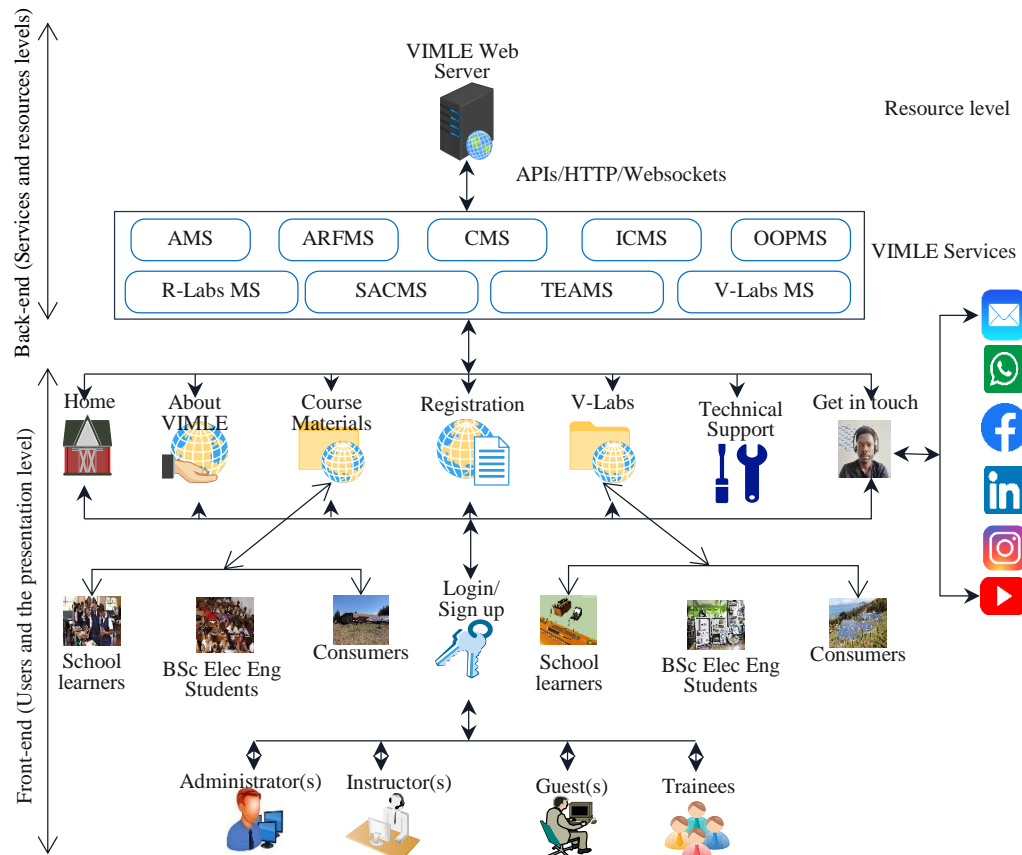 Back-end (Services and resources levels)
VIMLE Web
Server
Resource level
APIs/HTTP/Websockets
AMS
ARFMS
CMS
ICMS
OOPMS
VIMLE Services
R-Labs MS
SACMS
TEAMS
V-Labs MS
Front-end (Users and the presentation level)
Home
About
VIMLE
Course
Materials
Registration
V-Labs
Technical
Support
Get in touch
in
School
learners
BSc Elec Eng
Students
Consumers
Login/
Sign up
School
learners
BSc Elec Eng
Students
Consumers
Administrator(s)
Instructor(s)
Guest(s)
Trainees